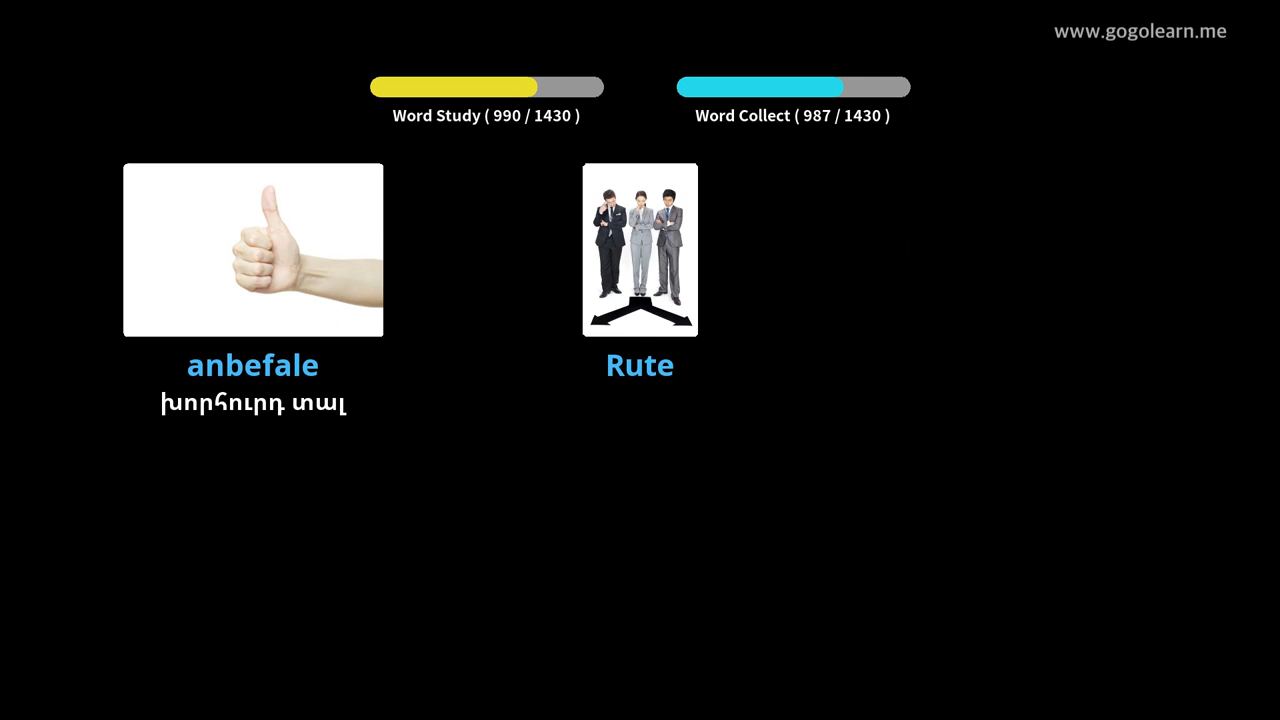 www.gogolearn.me
Word Study ( 990 / 1430 )
Word Collect ( 987 / 1430 )
anbefale
Rute
խորհուրդ տալ